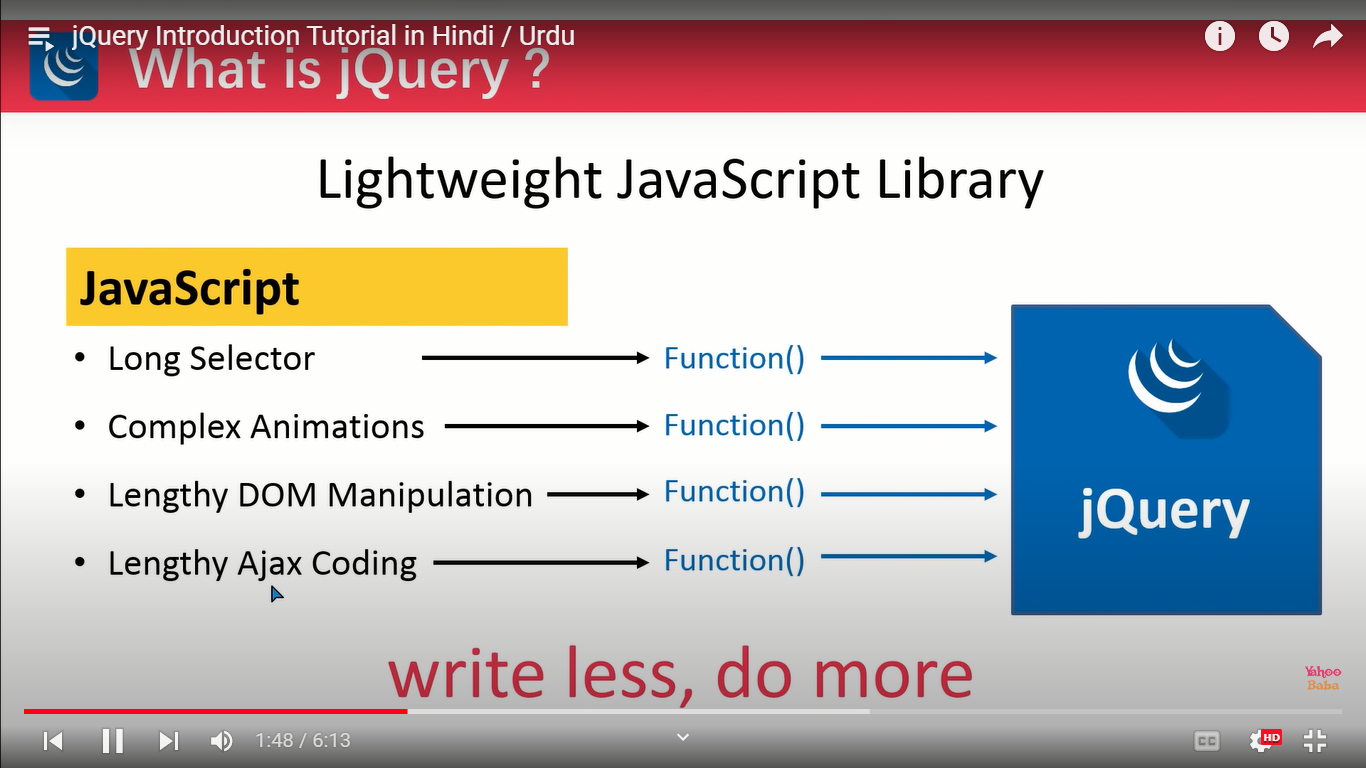 jQuery Introduction Tutorial in Hindi / Urdu
What is jQuery ?
Lightweight JavaScript Library
JavaScript
• Long Selector Function()
• Complex Animations Function()
• Lengthy DOM Manipulation Function()
• Lengthy Ajax Coding Function()
jQuery
write less, do more
Yahoo
Baba
1:48 / 6:13
CC
HD